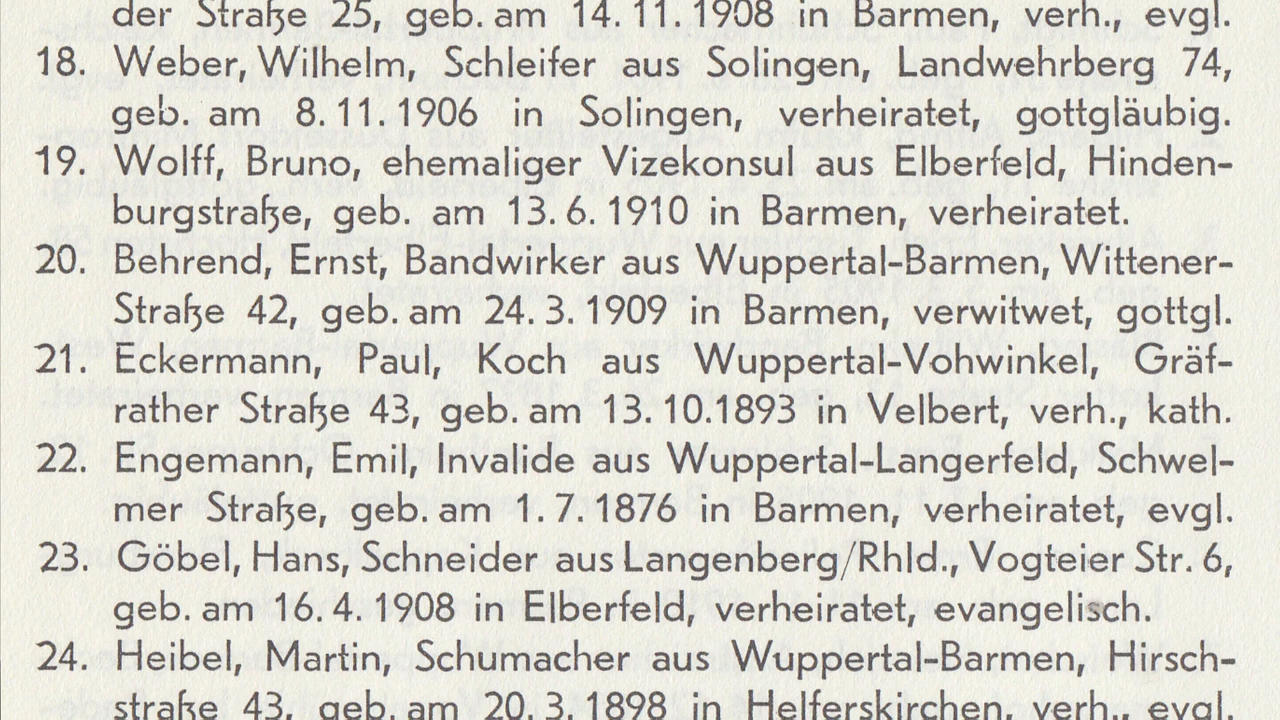 der Straße 25, geb. am 14. 11. 1908 in Barmen, verh., evgl.
18. Weber, Wilhelm, Schleifer aus Solingen, Landwehrberg 74,
geb. am 8. 11. 1906 in Solingen, verheiratet, gottgläubig.
19. Wolff, Bruno, ehemaliger Vizekonsul aus Elberfeld, Hinden-
burgstraße, geb. am 13. 6. 1910 in Barmen, verheiratet.
20. Behrend, Ernst, Bandwirker aus Wuppertal-Barmen, Wittener-
Straße 42, geb. am 24. 3. 1909 in Barmen, verwitwet, gottgl.
21. Eckermann, Paul, Koch aus Wuppertal-Vohwinkel, Gräf-
rather Straße 43, geb. am 13. 10. 1893 in Velbert, verh., kath.
22. Engemann, Emil, Invalide aus Wuppertal-Langerfeld, Schwel-
mer Straße, geb. am 1. 7. 1876 in Barmen, verheiratet, evgl.
23. Göbel, Hans, Schneider aus Langenberg/Rhld., Vogteier Str. 6,
geb. am 16. 4. 1908 in Elberfeld, verheiratet, evangelisch.
24. Heibel, Martin, Schumacher aus Wuppertal-Barmen, Hirsch-
straße 43, geb. am 20. 3. 1898 in Helferskirchen, verh., evgl.